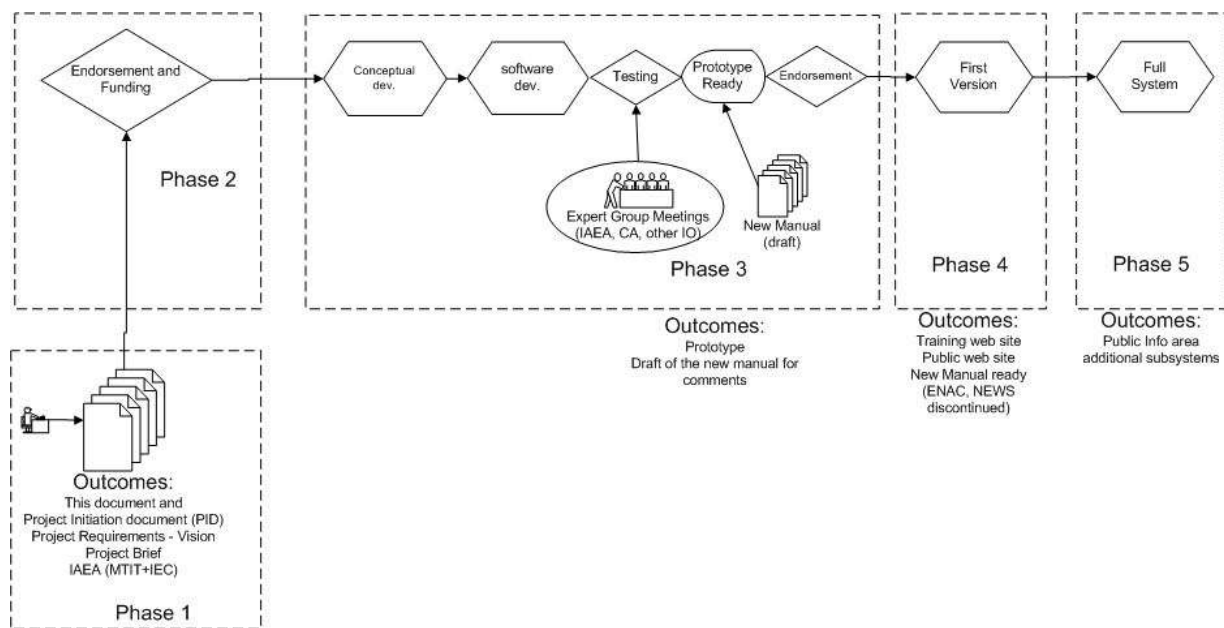 Endorsement and
Funding
Phase 2
Conceptual
dev.
software
dev.
Testing
Prototype
Ready
Endorsement
Expert Group Meetings
(IAEA, CA, other IO)
New Manual
(draft)
Phase 3
First
Version
Phase 4
Full
System
Phase 5
Outcomes:
Prototype
Draft of the new manual for
comments
Outcomes:
Training web site
Public web site
New Manual ready
(ENAC, NEWS
discontinued)
Outcomes:
Public Info area
additional subsystems
Outcomes:
This document and
Project Initiation document (PID)
Project Requirements - Vision
Project Brief
IAEA (MTIT+IEC)
Phase 1